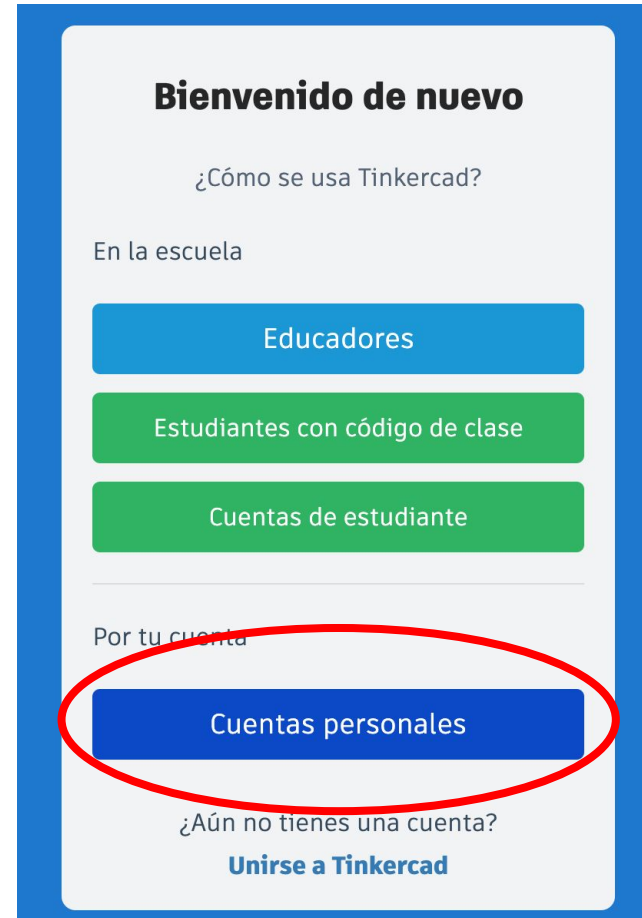 Bienvenido de nuevo
¿Cómo se usa Tinkercad?
En la escuela
Educadores
Estudiantes con código de clase
Cuentas de estudiante
Por tu cuenta
Cuentas personales
¿Aún no tienes una cuenta?
Unirse a Tinkercad